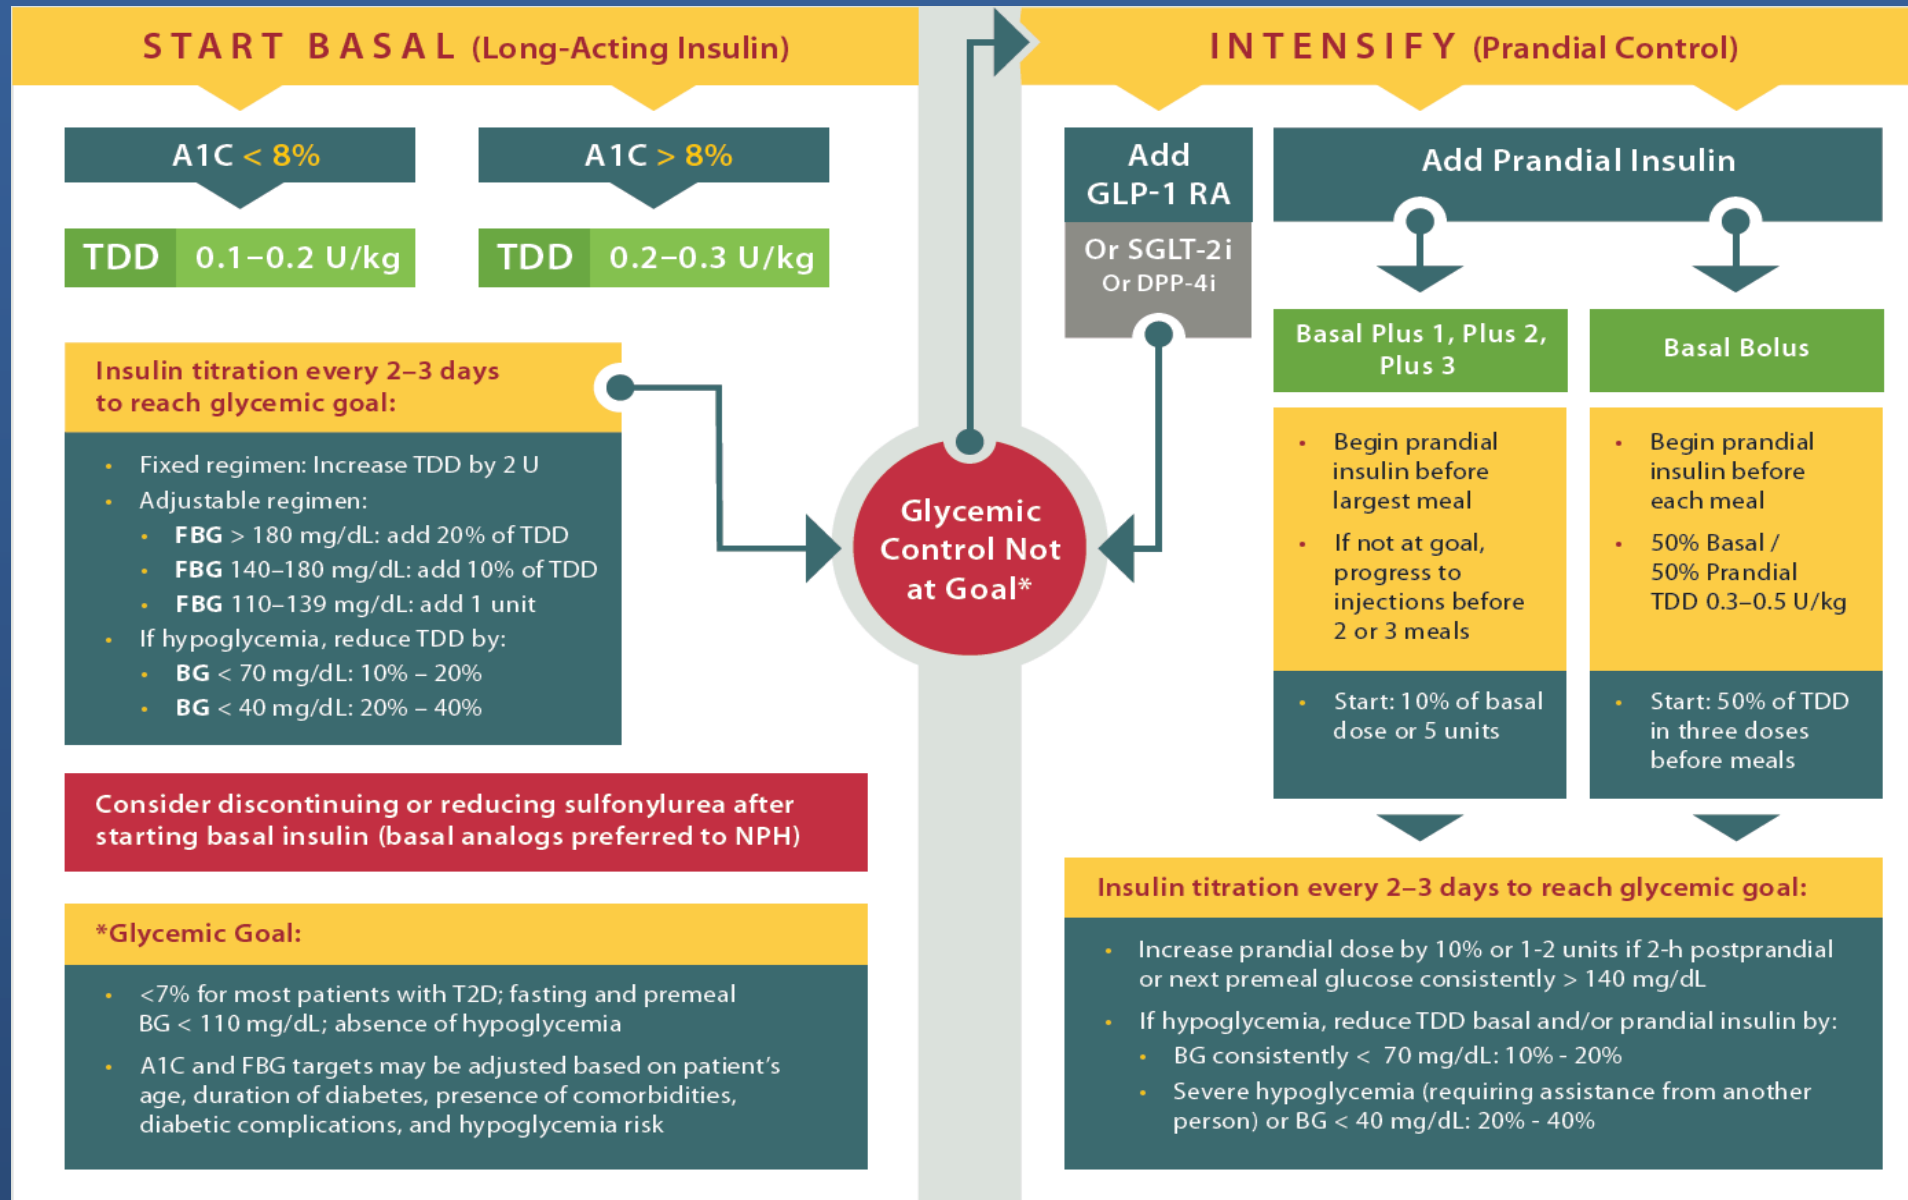 START BASAL (Long-Acting Insulin)
A1C < 8%
A1C > 8%
TDD 0.1–0.2 U/kg
TDD 0.2–0.3 U/kg
Insulin titration every 2–3 days
to reach glycemic goal:
• Fixed regimen: Increase TDD by 2 U
• Adjustable regimen:
• FBG > 180 mg/dL: add 20% of TDD
• FBG 140–180 mg/dL: add 10% of TDD
• FBG 110–139 mg/dL: add 1 unit
• If hypoglycemia, reduce TDD by:
• BG < 70 mg/dL: 10% – 20%
• BG < 40 mg/dL: 20% – 40%
Consider discontinuing or reducing sulfonylurea after
starting basal insulin (basal analogs preferred to NPH)
*Glycemic Goal:
• <7% for most patients with T2D; fasting and premeal
BG < 110 mg/dL; absence of hypoglycemia
• A1C and FBG targets may be adjusted based on patient's
age, duration of diabetes, presence of comorbidities,
diabetic complications, and hypoglycemia risk
Glycemic
Control Not
at Goal*
INTENSIFY (Prandial Control)
Add
GLP-1 RA
Or SGLT-2i
Or DPP-4i
Add Prandial Insulin
Basal Plus 1, Plus 2,
Plus 3
• Begin prandial
insulin before
largest meal
• If not at goal,
progress to
injections before
2 or 3 meals
• Start: 10% of basal
dose or 5 units
Basal Bolus
• Begin prandial
insulin before
each meal
• 50% Basal /
50% Prandial
TDD 0.3–0.5 U/kg
• Start: 50% of TDD
in three doses
before meals
Insulin titration every 2–3 days to reach glycemic goal:
• Increase prandial dose by 10% or 1-2 units if 2-h postprandial
or next premeal glucose consistently > 140 mg/dL
• If hypoglycemia, reduce TDD basal and/or prandial insulin by:
• BG consistently < 70 mg/dL: 10% - 20%
• Severe hypoglycemia (requiring assistance from another
person) or BG < 40 mg/dL: 20% - 40%